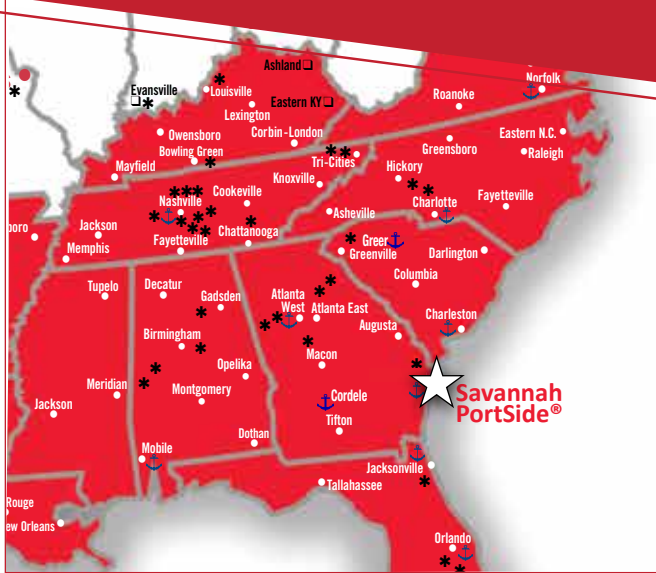 Ashland
Norfolk
Evansville
Louisville
Eastern KY
Roanoke
Lexington
Owensboro
Corbin-London
Eastern N.C.
Bowling Green
Greensboro
Raleigh
Mayfield
Tri-Cities
Hickory
Knoxville
Cookeville
Nashville
Charlotte
Fayetteville
Asheville
boro
Jackson
Memphis
Fayetteville
Chattanooga
Greer
Greenville
Darlington
Columbia
Tupelo
Decatur
Gadsden
Atlanta
West
Atlanta East
Charleston
Augusta
Birmingham
Macon
Opelika
Meridian
Montgomery
Cordele
Savannah
PortSide®
Jackson
Tifton
Dothan
Mobile
Jacksonville
Tallahassee
Rouge
ew Orleans
Orlando